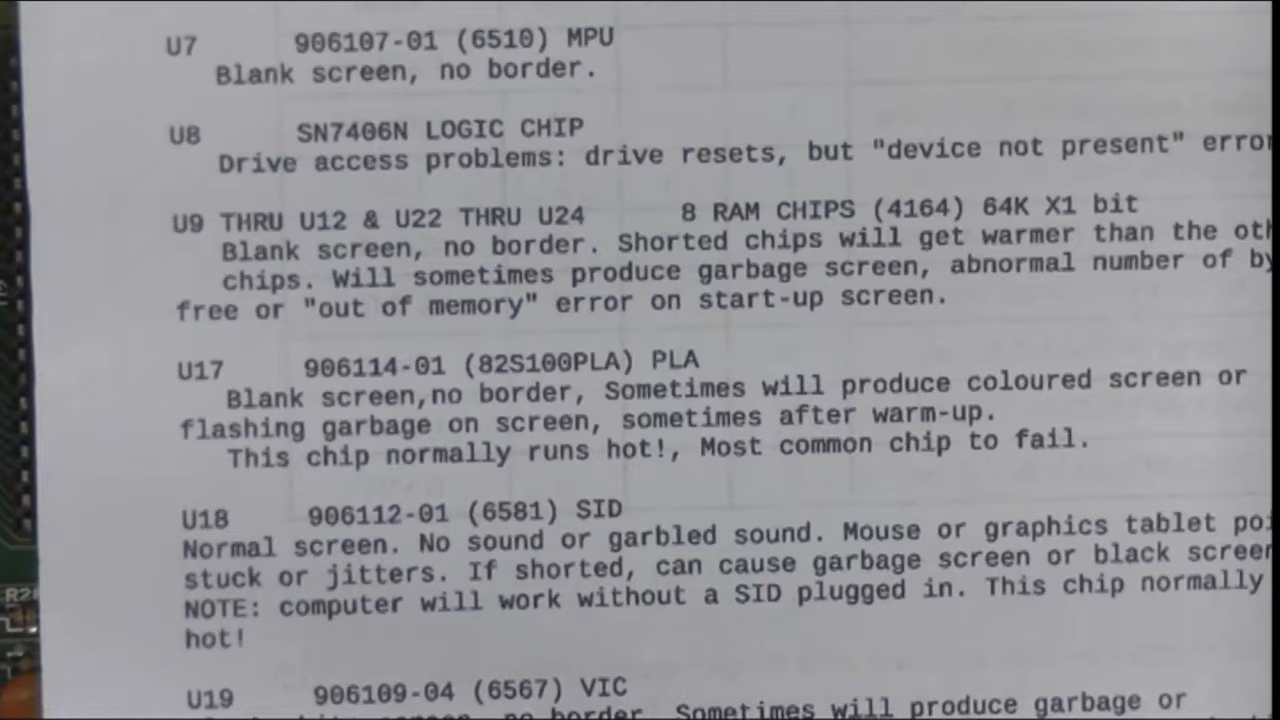 U7 906107-01 (6510) MPU
Blank screen, no border.
U8 SN7406N LOGIC CHIP
Drive access problems: drive resets, but "device not present"
U9 THRU U12 & U22 THRU U24 8 RAM CHIPS (4164) 64K X1 bit
Blank screen, no border. Shorted chips will get warmer than the
chips. Will sometimes produce garbage screen, abnormal number of
free or "out of memory" error on start-up screen.
U17 906114-01 (82S100PLA) PLA
Blank screen,no border, Sometimes will produce coloured screen or
flashing garbage on screen, sometimes after warm-up.
This chip normally runs hot!, Most common chip to fail.
U18 906112-01 (6581) SID
Normal screen. No sound or garbled sound. Mouse or graphics tablet
stuck or jitters. If shorted, can cause garbage screen or black
NOTE: computer will work without a SID plugged in. This chip normally
hot!
U19 906109-04 (6567) VIC
screen, no border. Sometimes will produce garbage or